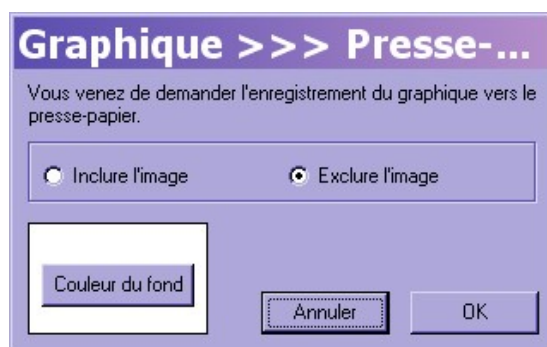 Graphique >>> Presse-...
Vous venez de demander l'enregistrement du graphique vers le
presse-papier.
Inclure l'image
Exclure l'image
Couleur du fond
Annuler
OK